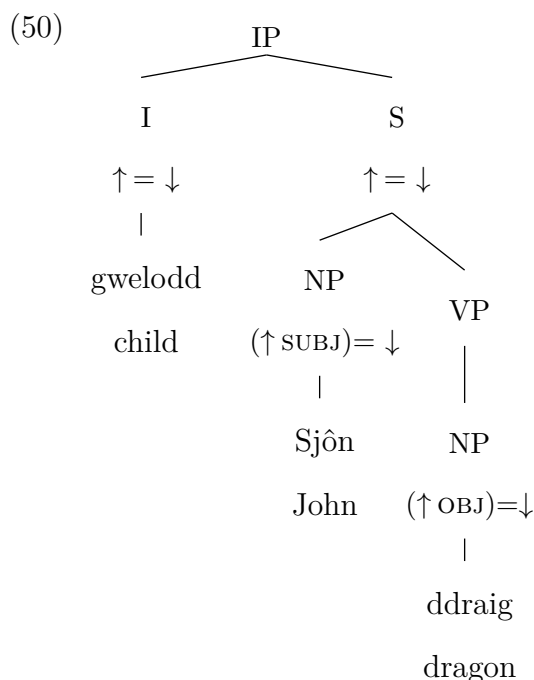 (50)
IP
I S
↑ = ↓ ↑ = ↓
gwelodd NP VP
child (↑ SUBJ)= ↓
Sjôn NP
John (↑ OBJ)=↓
ddraig
dragon